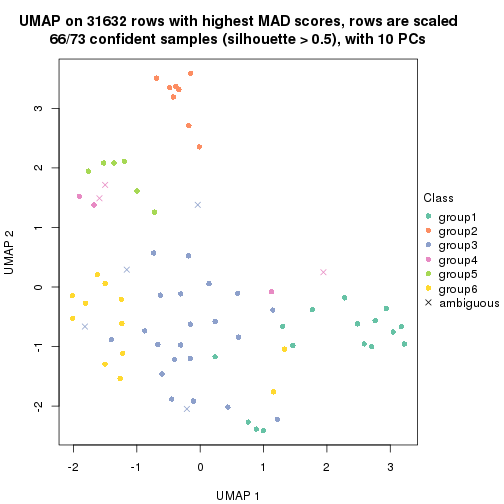 UMAP on 31632 rows with highest MAD scores, rows are scaled
66/73 confident samples (silhouette > 0.5), with 10 PCs
3
2
1
0
-1
-2
UMAP 2
-2 -1 0 1 2 3
UMAP 1
Class
group1
group2
group3
group4
group5
group6
ambiguous